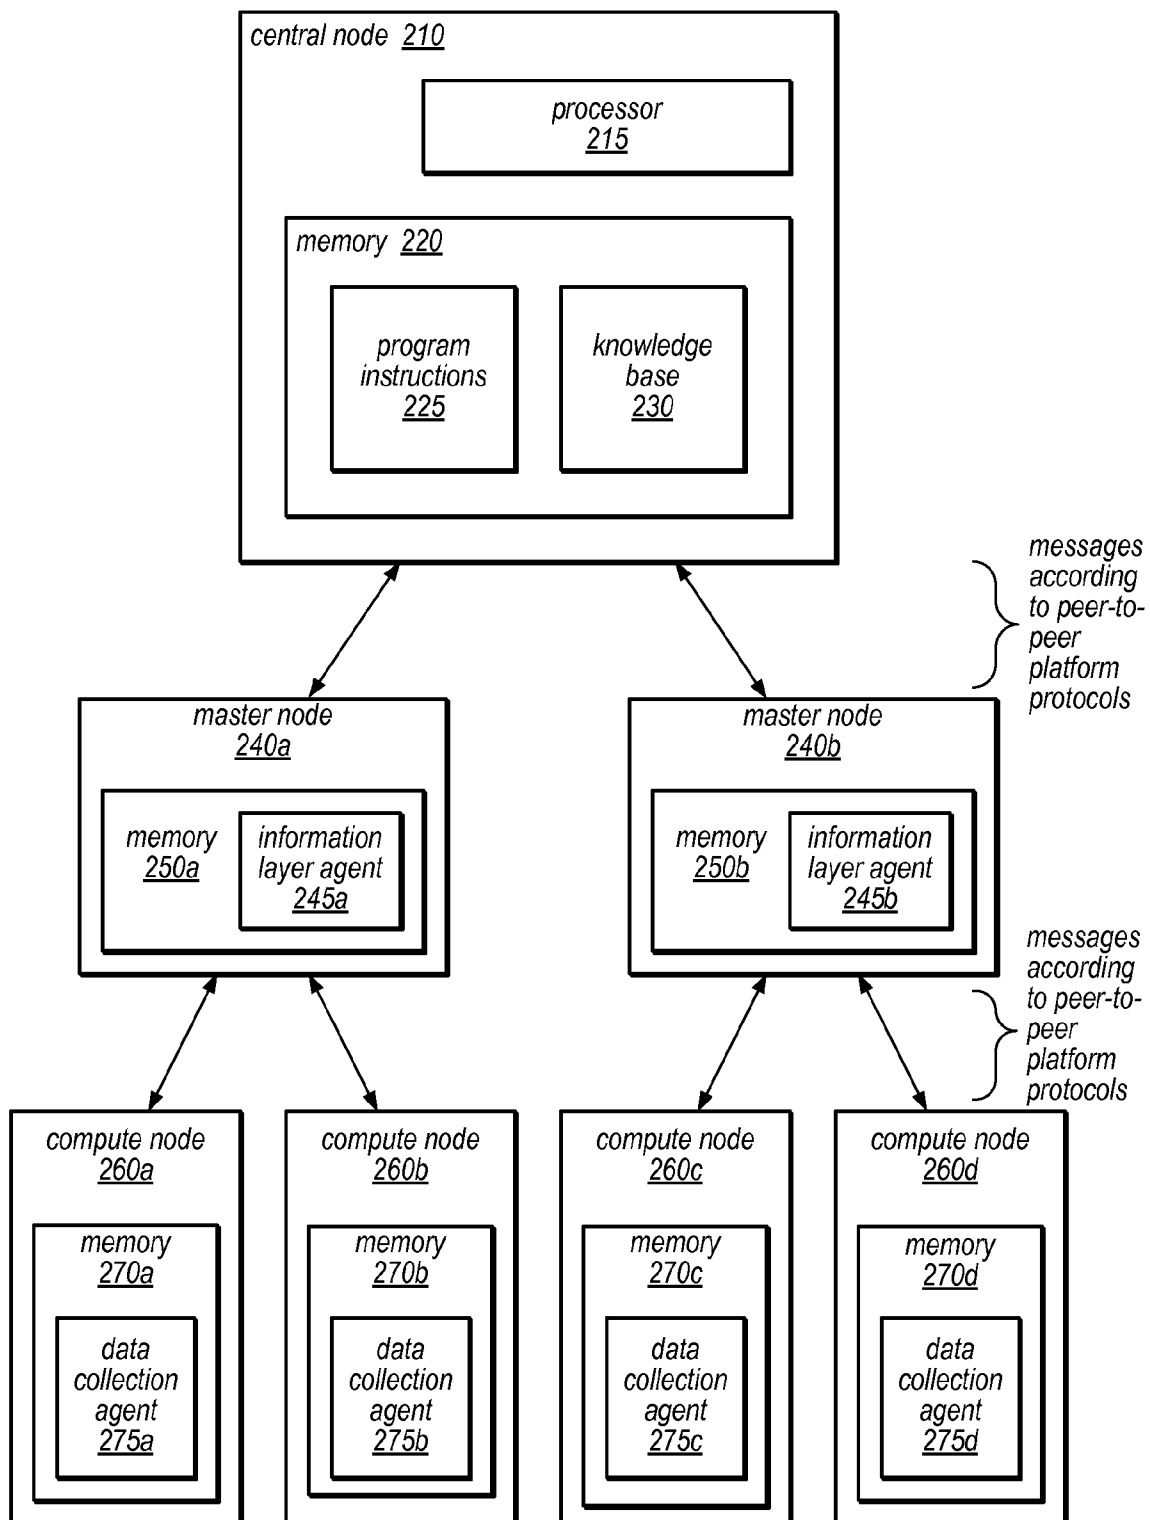 central node 210
processor
215
memory 220
program
instructions
225
knowledge
base
230
messages
according
to peer-to-
peer
platform
protocols
master node
240a
memory
250a
information
layer agent
245a
master node
240b
memory
250b
information
layer agent
245b
messages
according
to peer-to-
peer
platform
protocols
compute node
260a
memory
270a
data
collection
agent
275a
compute node
260b
memory
270b
data
collection
agent
275b
compute node
260c
memory
270c
data
collection
agent
275c
compute node
260d
memory
270d
data
collection
agent
275d